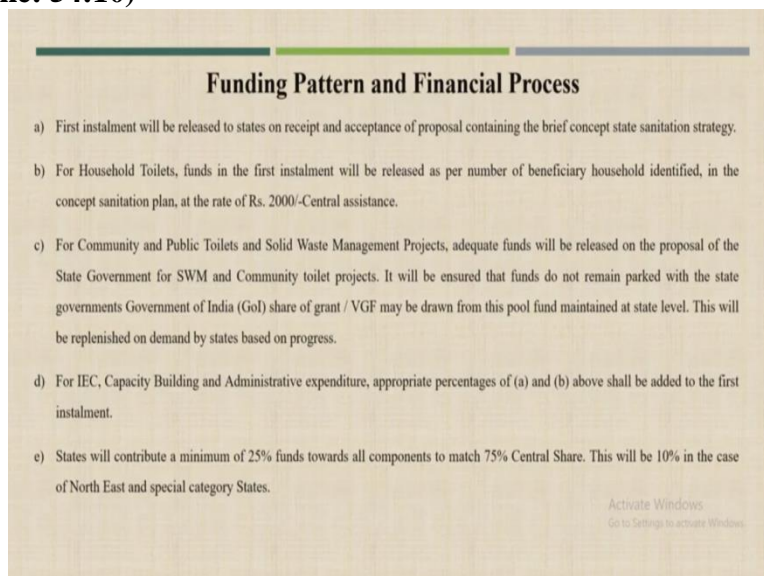 Funding Pattern and Financial Process
a) First instalment will be released to states on receipt and acceptance of proposal containing the brief concept state sanitation strategy.
b) For Household Toilets, funds in the first instalment will be released as per number of beneficiary household identified, in the
concept sanitation plan, at the rate of Rs. 2000/-Central assistance.
c) For Community and Public Toilets and Solid Waste Management Projects, adequate funds will be released on the proposal of the
State Government for SWM and Community toilet projects. It will be ensured that funds do not remain parked with the state
governments Government of India (GoI) share of grant / VGF may be drawn from this pool fund maintained at state level. This will
be replenished on demand by states based on progress.
d) For IEC, Capacity Building and Administrative expenditure, appropriate percentages of (a) and (b) above shall be added to the first
instalment.
e) States will contribute a minimum of 25% funds towards all components to match 75% Central Share. This will be 10% in the case
of North East and special category States.
Activate Windows
Go to Settings to activate Windows